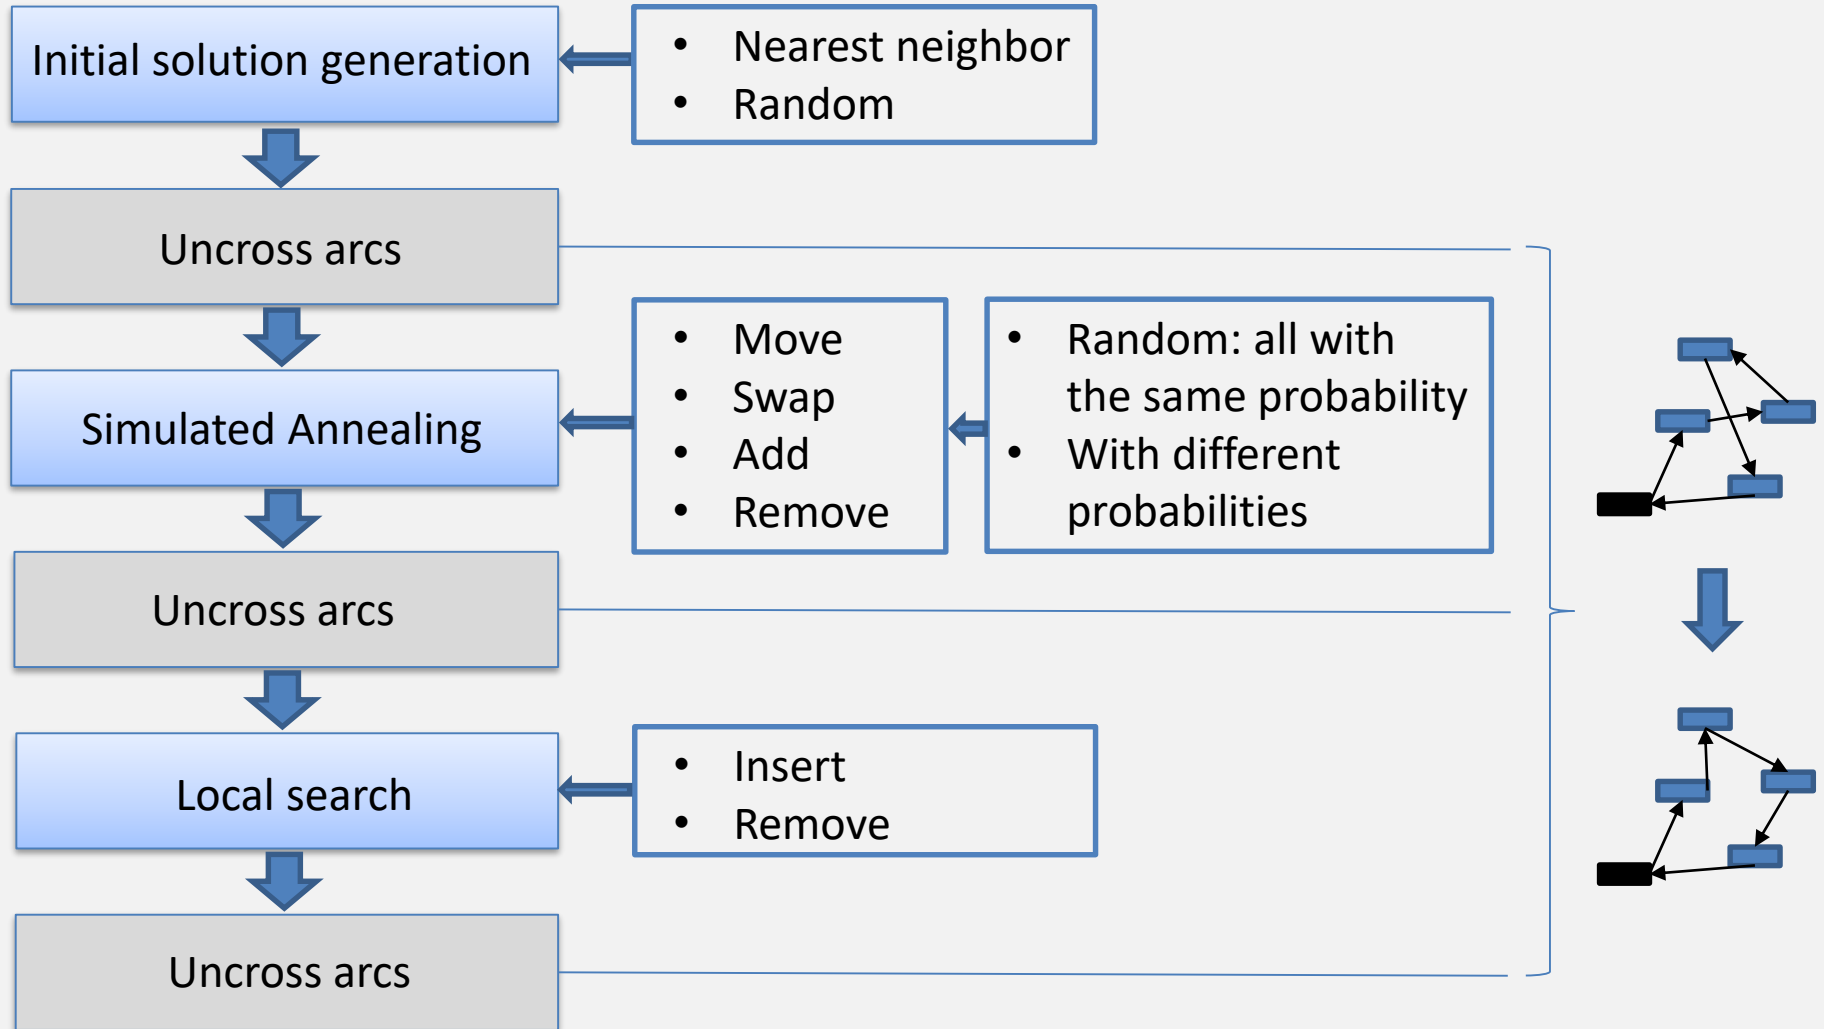 Initial solution generation
• Nearest neighbor
• Random
Uncross arcs
Simulated Annealing
• Move
• Swap
• Add
• Remove
• Random: all with
the same probability
• With different
probabilities
Uncross arcs
Local search
• Insert
• Remove
Uncross arcs